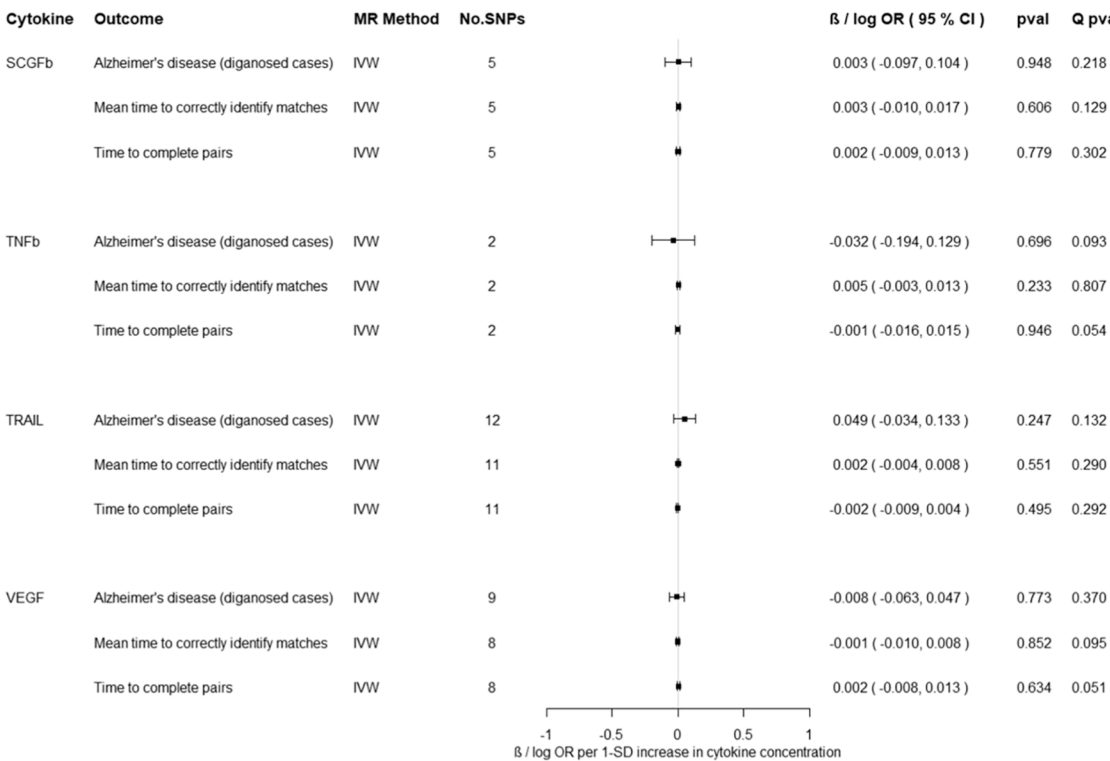 Cytokine Outcome MR Method No.SNPs ß / log OR ( 95 % CI ) pval Q pva
SCGFb Alzheimer's disease (diganosed cases) IVW 5 0.003 ( -0.097, 0.104 ) 0.948 0.218
Mean time to correctly identify matches IVW 5 0.003 ( -0.010, 0.017 ) 0.606 0.129
Time to complete pairs IVW 5 0.002 ( -0.009, 0.013 ) 0.779 0.302
TNFb Alzheimer's disease (diganosed cases) IVW 2 -0.032 ( -0.194, 0.129 ) 0.696 0.093
Mean time to correctly identify matches IVW 2 0.005 ( -0.003, 0.013 ) 0.233 0.807
Time to complete pairs IVW 2 -0.001 ( -0.016, 0.015 ) 0.946 0.054
TRAIL Alzheimer's disease (diganosed cases) IVW 12 0.049 ( -0.034, 0.133 ) 0.247 0.132
Mean time to correctly identify matches IVW 11 0.002 ( -0.004, 0.008 ) 0.551 0.290
Time to complete pairs IVW 11 -0.002 ( -0.009, 0.004 ) 0.495 0.292
VEGF Alzheimer's disease (diganosed cases) IVW 9 -0.008 ( -0.063, 0.047 ) 0.773 0.370
Mean time to correctly identify matches IVW 8 -0.001 ( -0.010, 0.008 ) 0.852 0.095
Time to complete pairs IVW 8 0.002 ( -0.008, 0.013 ) 0.634 0.051
-1 -0.5 0 0.5 1
ß / log OR per 1-SD increase in cytokine concentration